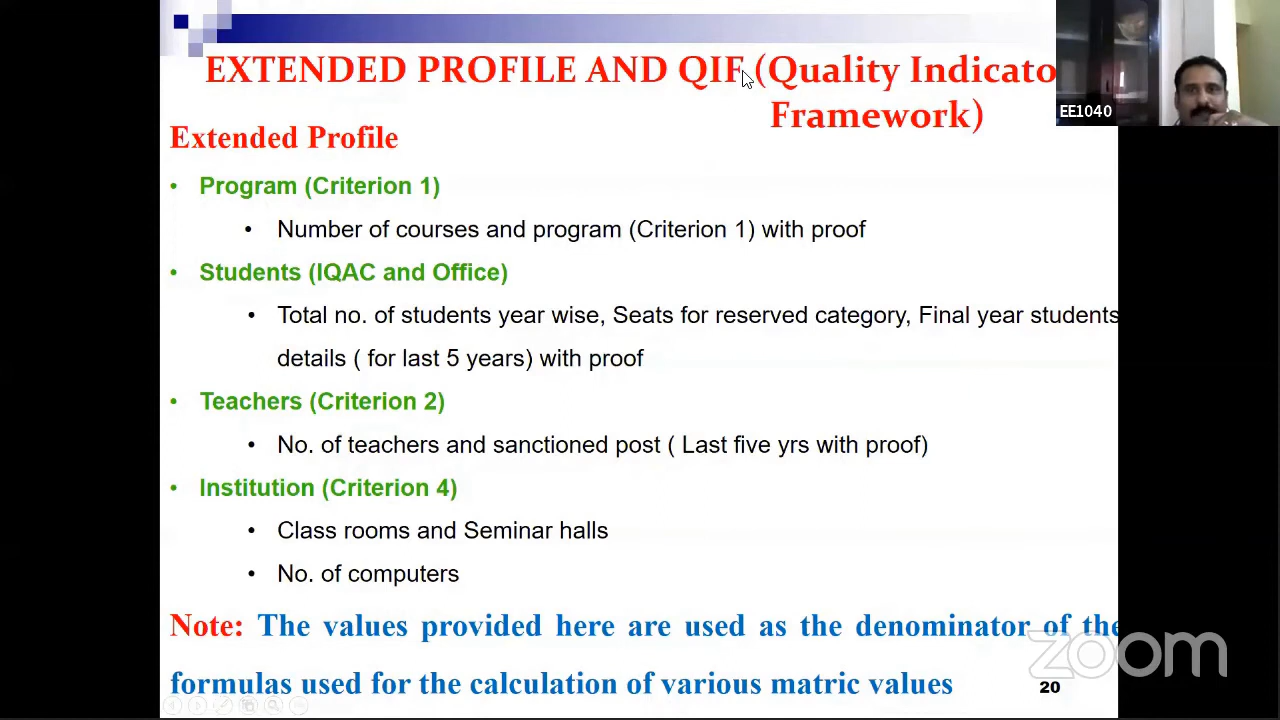 EXTENDED PROFILE AND QIF (Quality Indicato
Framework)
EE1040
Extended Profile
• Program (Criterion 1)
• Number of courses and program (Criterion 1) with proof
• Students (IQAC and Office)
• Total no. of students year wise, Seats for reserved category, Final year students
details ( for last 5 years) with proof
• Teachers (Criterion 2)
• No. of teachers and sanctioned post ( Last five yrs with proof)
• Institution (Criterion 4)
• Class rooms and Seminar halls
• No. of computers
Note: The values provided here are used as the denominator of the
formulas used for the calculation of various matric values
zoom
20